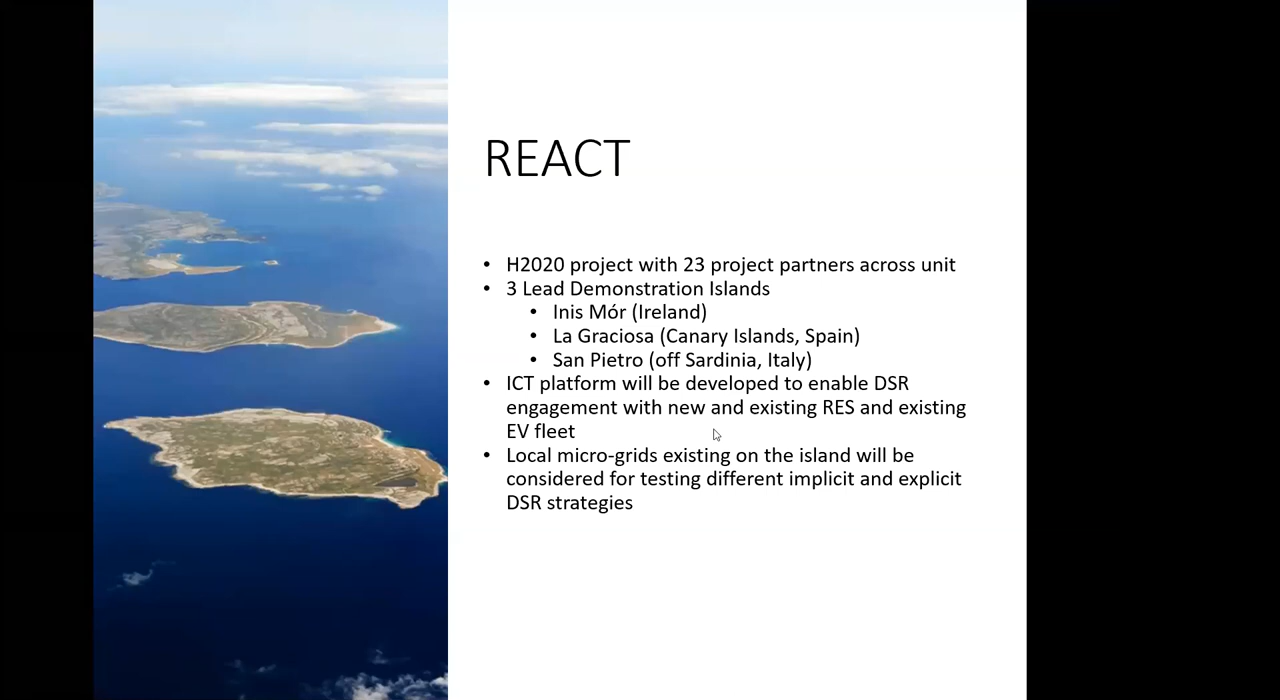 REACT
• H2020 project with 23 project partners across unit
• 3 Lead Demonstration Islands
• Inis Mór (Ireland)
• La Graciosa (Canary Islands, Spain)
• San Pietro (off Sardinia, Italy)
• ICT platform will be developed to enable DSR
engagement with new and existing RES and existing
EV fleet
• Local micro-grids existing on the island will be
considered for testing different implicit and explicit
DSR strategies